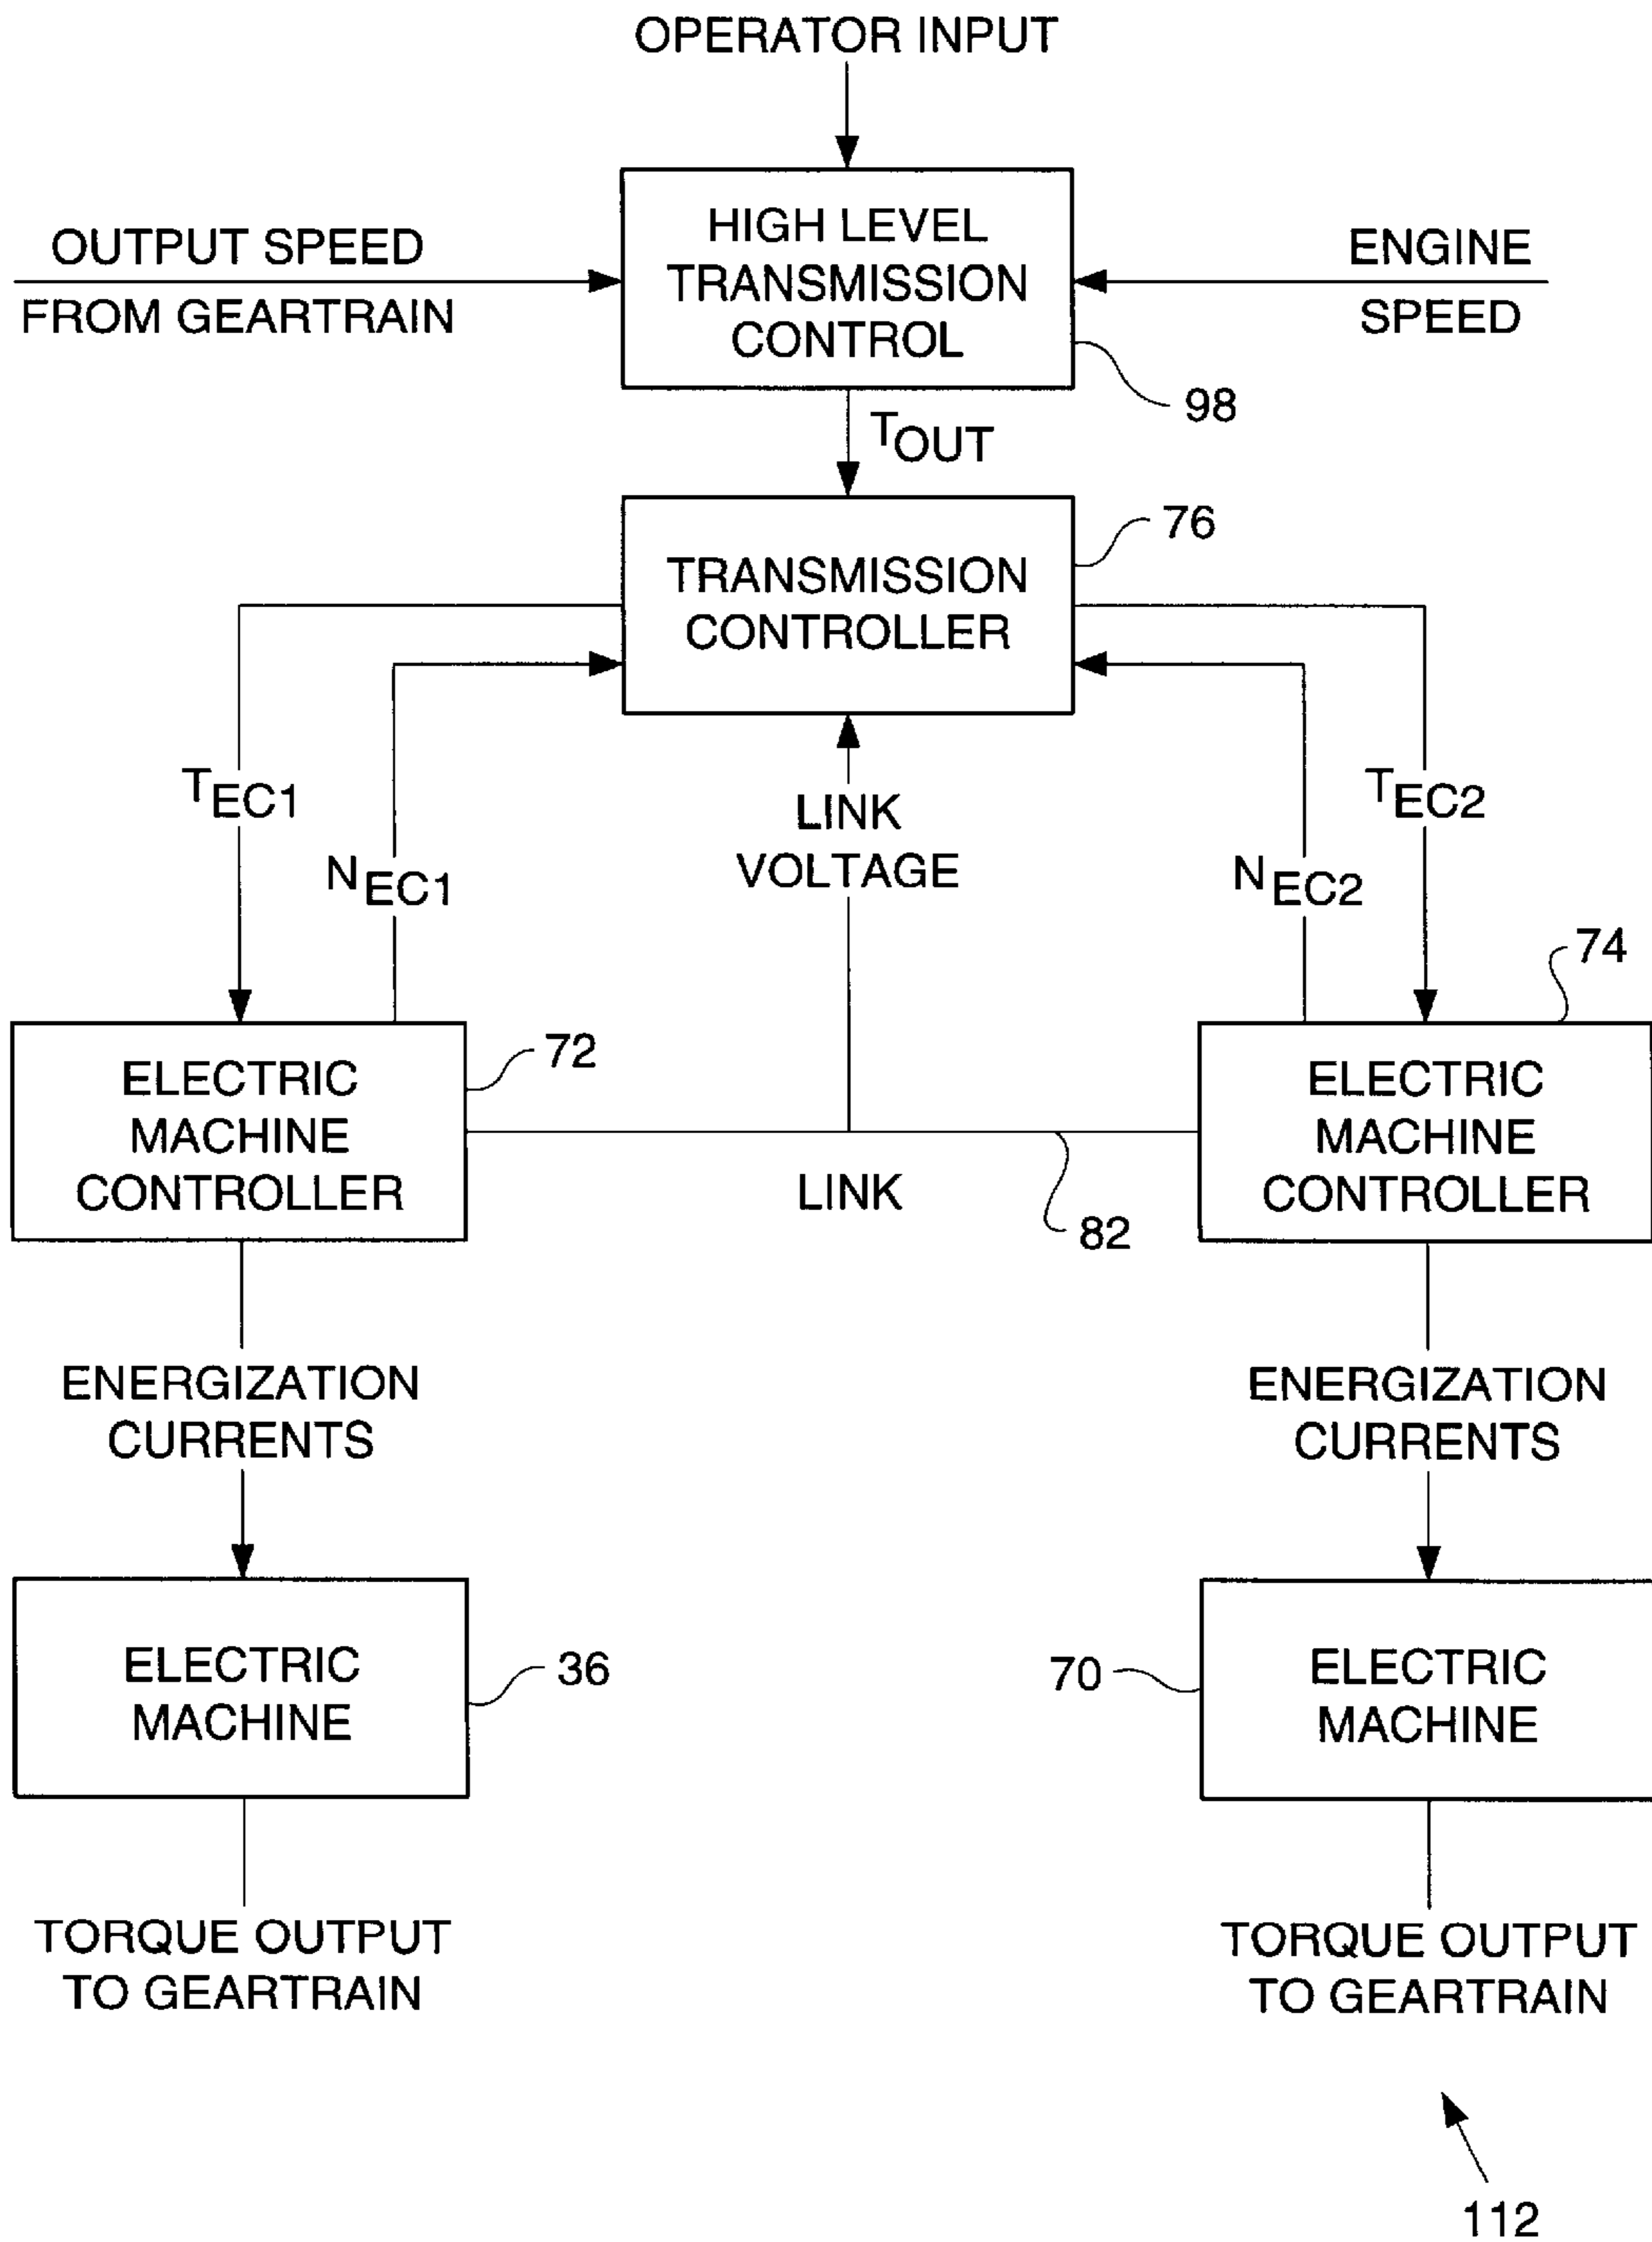 OPERATOR INPUT
OUTPUT SPEED
FROM GEARTRAIN
HIGH LEVEL
TRANSMISSION
CONTROL
ENGINE
SPEED
98
TOUT
76
TRANSMISSION
CONTROLLER
TEC1
NEC1
LINK
VOLTAGE
NEC2
TEC2
74
72
ELECTRIC
MACHINE
CONTROLLER
LINK
82
ELECTRIC
MACHINE
CONTROLLER
ENERGIZATION
CURRENTS
ENERGIZATION
CURRENTS
ELECTRIC
MACHINE
36
70
ELECTRIC
MACHINE
TORQUE OUTPUT
TO GEARTRAIN
TORQUE OUTPUT
TO GEARTRAIN
112